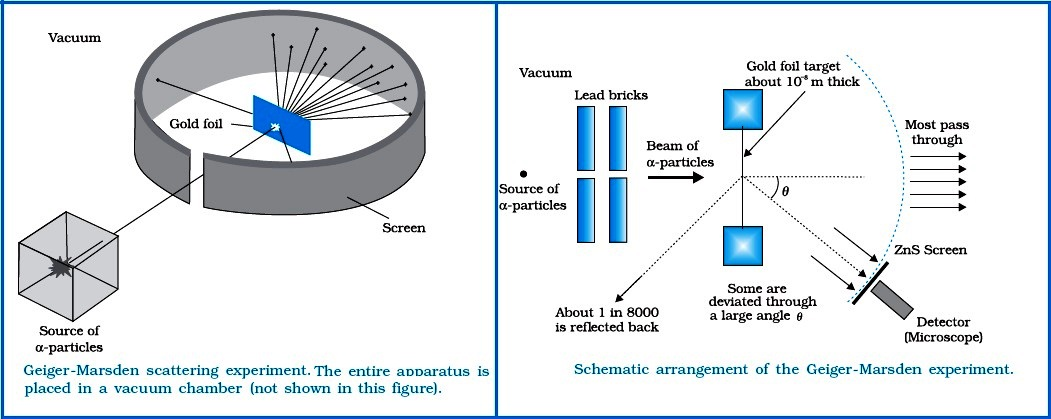 Vacuum
Gold foil
Screen
Source of
α-particles
Geiger-Marsden scattering experiment. The entire apparatus is
placed in a vacuum chamber (not shown in this figure).
Vacuum
Lead bricks
Gold foil target
about 10⁻⁸ m thick
Beam of
α-particles
Most pass
through
Source of
α-particles
θ
ZnS Screen
About 1 in 8000
is reflected back
Some are
deviated through
a large angle θ
Detector
(Microscope)
Schematic arrangement of the Geiger-Marsden experiment.